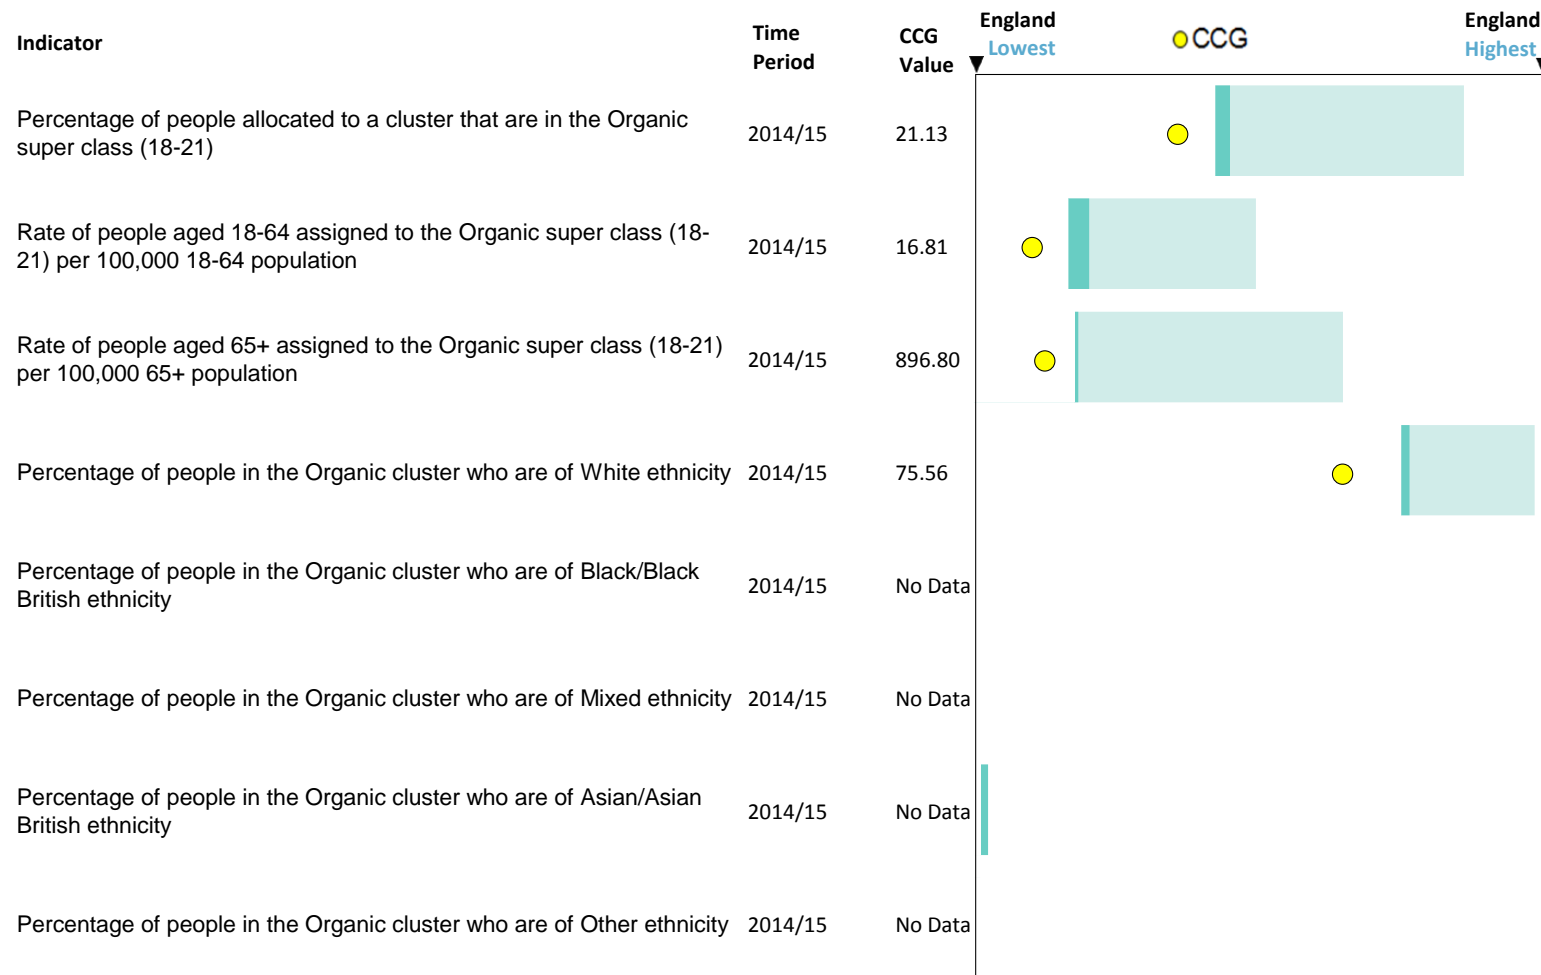 Indicator
Time
Period
CCG
Value
England
Lowest
CCG
England
Highest
Percentage of people allocated to a cluster that are in the Organic
super class (18-21)
2014/15
21.13
Rate of people aged 18-64 assigned to the Organic super class (18-
21) per 100,000 18-64 population
2014/15
16.81
Rate of people aged 65+ assigned to the Organic super class (18-21)
per 100,000 65+ population
2014/15
896.80
Percentage of people in the Organic cluster who are of White ethnicity
2014/15
75.56
Percentage of people in the Organic cluster who are of Black/Black
British ethnicity
2014/15
No Data
Percentage of people in the Organic cluster who are of Mixed ethnicity
2014/15
No Data
Percentage of people in the Organic cluster who are of Asian/Asian
British ethnicity
2014/15
No Data
Percentage of people in the Organic cluster who are of Other ethnicity
2014/15
No Data